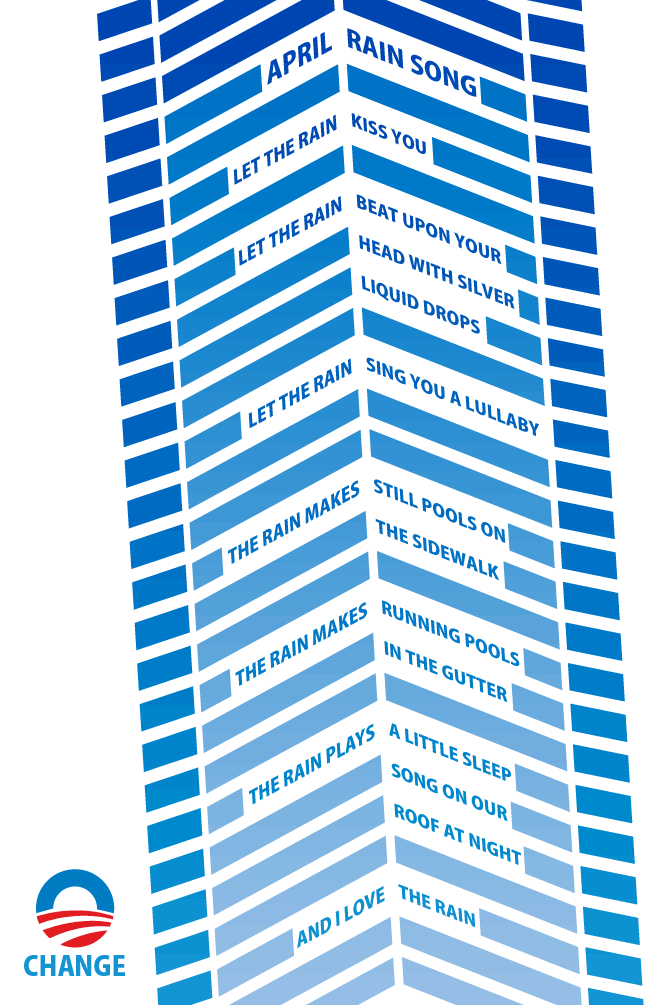 APRIL RAIN SONG
LET THE RAIN KISS YOU
LET THE RAIN BEAT UPON YOUR
HEAD WITH SILVER
LIQUID DROPS
LET THE RAIN SING YOU A LULLABY
THE RAIN MAKES STILL POOLS ON
THE SIDEWALK
THE RAIN MAKES RUNNING POOLS
IN THE GUTTER
THE RAIN PLAYS A LITTLE SLEEP
SONG ON OUR
ROOF AT NIGHT
AND I LOVE THE RAIN
CHANGE